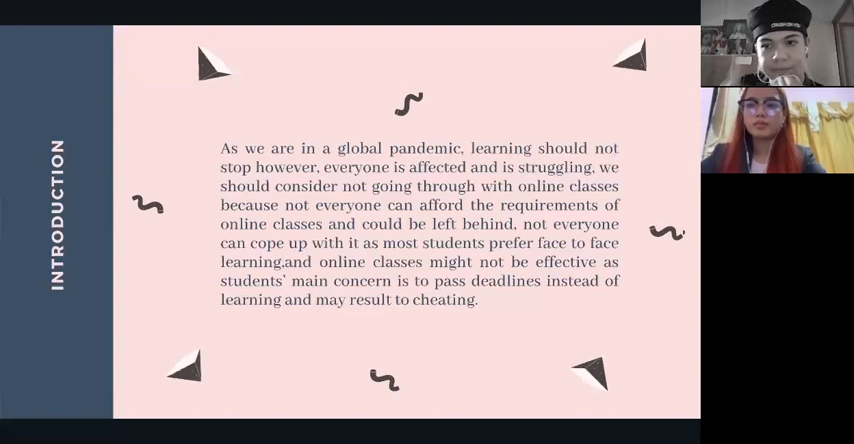 INTRODUCTION
As we are in a global pandemic, learning should not
stop however, everyone is affected and is struggling, we
should consider not going through with online classes
because not everyone can afford the requirements of
online classes and could be left behind, not everyone
can cope up with it as most students prefer face to face
learning,and online classes might not be effective as
students’ main concern is to pass deadlines instead of
learning and may result to cheating.